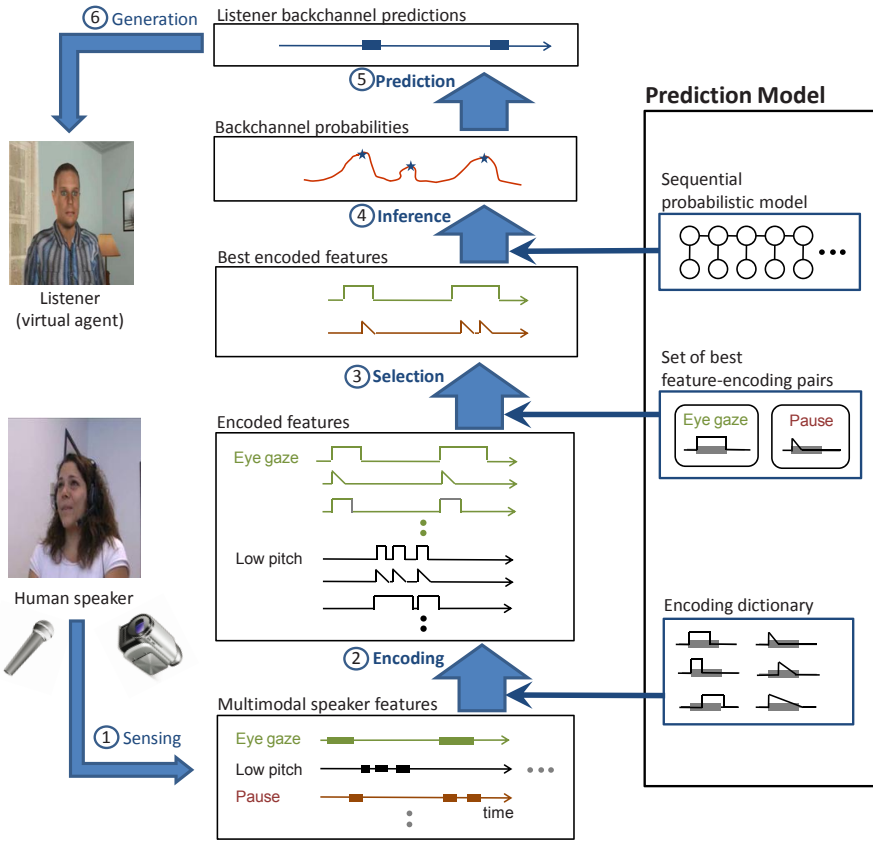 6 Generation
Listener backchannel predictions
5 Prediction
Prediction Model
Backchannel probabilities
Sequential
probabilistic model
4 Inference
Best encoded features
Listener
(virtual agent)
3 Selection
Set of best
feature-encoding pairs
Eye gaze
Pause
Encoded features
Eye gaze
Low pitch
Human speaker
Encoding dictionary
2 Encoding
Multimodal speaker features
1 Sensing
Eye gaze
Low pitch
Pause
time